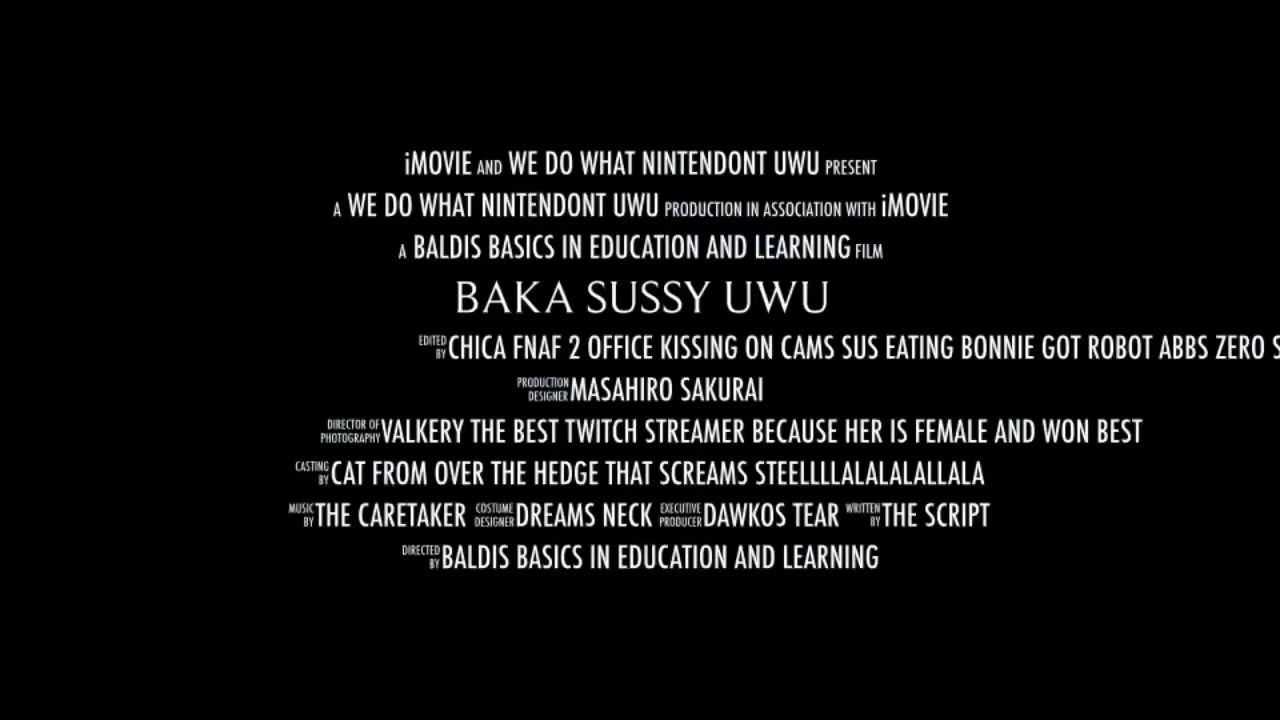 iMOVIE AND WE DO WHAT NINTENDONT UWU PRESENT
A WE DO WHAT NINTENDONT UWU PRODUCTION IN ASSOCIATION WITH iMOVIE
A BALDIS BASICS IN EDUCATION AND LEARNING FILM
BAKA SUSSY UWU
EDITED BY CHICA FNAF 2 OFFICE KISSING ON CAMS SUS EATING BONNIE GOT ROBOT ABBS ZERO
PRODUCTION DESIGNER MASAHIRO SAKURAI
DIRECTOR OF PHOTOGRAPHY VALKERY THE BEST TWITCH STREAMER BECAUSE HER IS FEMALE AND WON BEST
CASTING BY CAT FROM OVER THE HEDGE THAT SCREAMS STEELLLLALALALALLALA
MUSIC BY THE CARETAKER COSTUME DESIGNER DREAMS NECK EXECUTIVE PRODUCER DAWKOS TEAR WRITTEN BY THE SCRIPT
DIRECTED BY BALDIS BASICS IN EDUCATION AND LEARNING